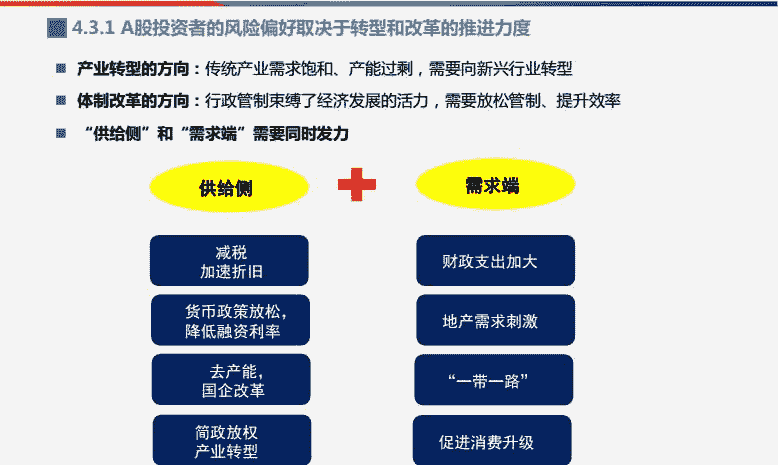 4.3.1 A股投资者的风险偏好取决于转型和改革的推进力度
产业转型的方向：传统产业需求饱和、产能过剩，需要向新兴行业转型
体制改革的方向：行政管制束缚了经济发展的活力，需要放松管制、提升效率
“供给侧”和“需求端”需要同时发力
供给侧
需求端
减税
加速折旧
财政支出加大
货币政策放松，
降低融资利率
地产需求刺激
去产能，
国企改革
“一带一路”
简政放权
产业转型
促进消费升级